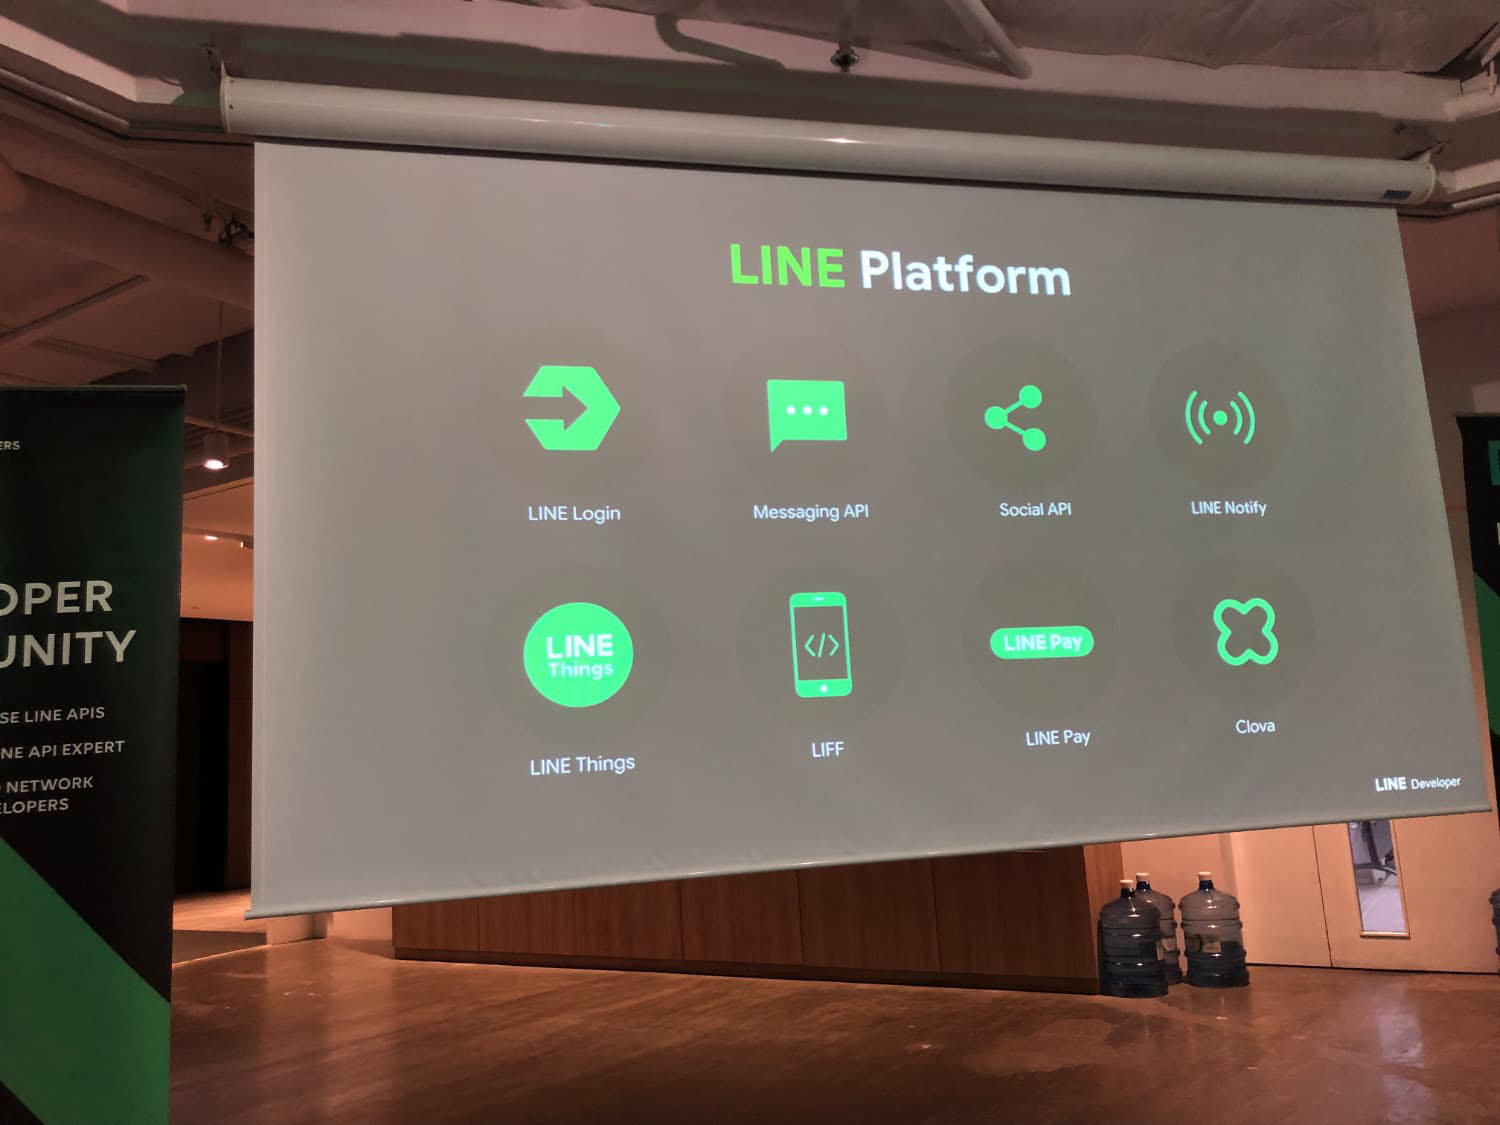 LINE Platform
LINE Login
Messaging API
Social API
LINE Notify
LINE
Things
LINE Pay
LINE Things
LIFF
LINE Pay
Clova
LINE Developer
ERS
OPER
UNITY
SE LINE APIS
NE API EXPERT
NETWORK
ELOPERS